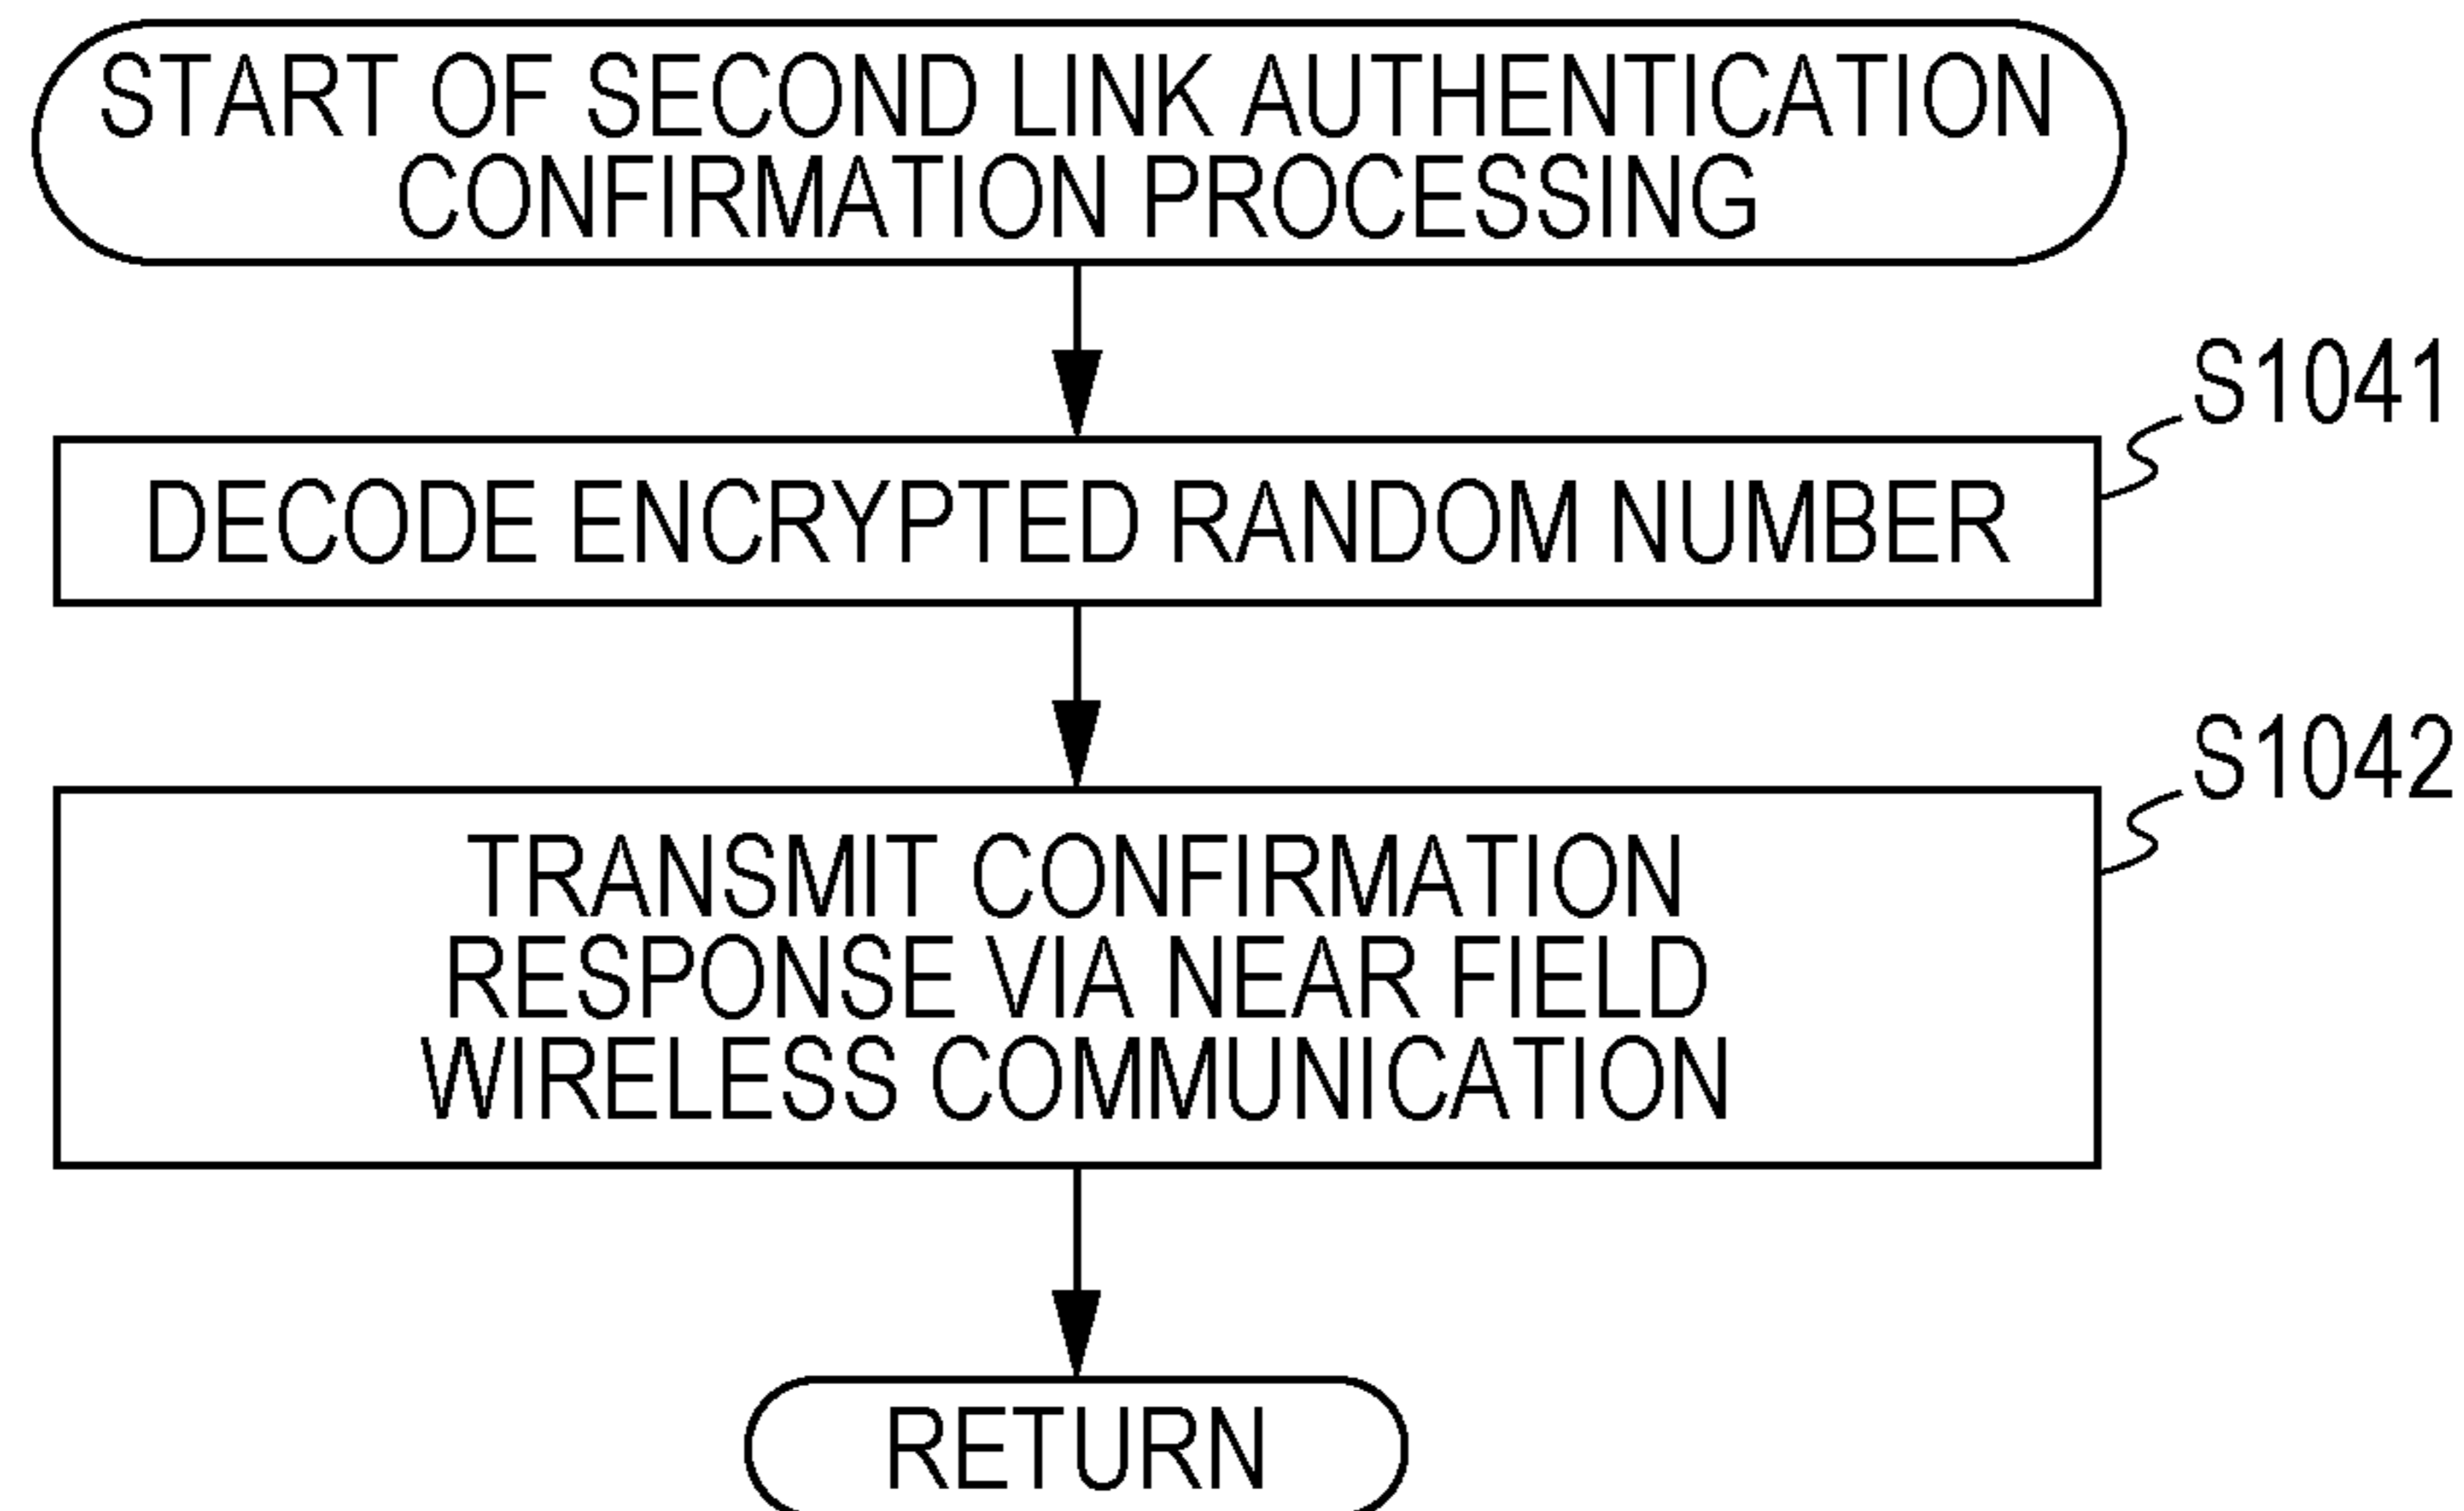 START OF SECOND LINK AUTHENTICATION
CONFIRMATION PROCESSING
S1041
DECODE ENCRYPTED RANDOM NUMBER
S1042
TRANSMIT CONFIRMATION
RESPONSE VIA NEAR FIELD
WIRELESS COMMUNICATION
RETURN